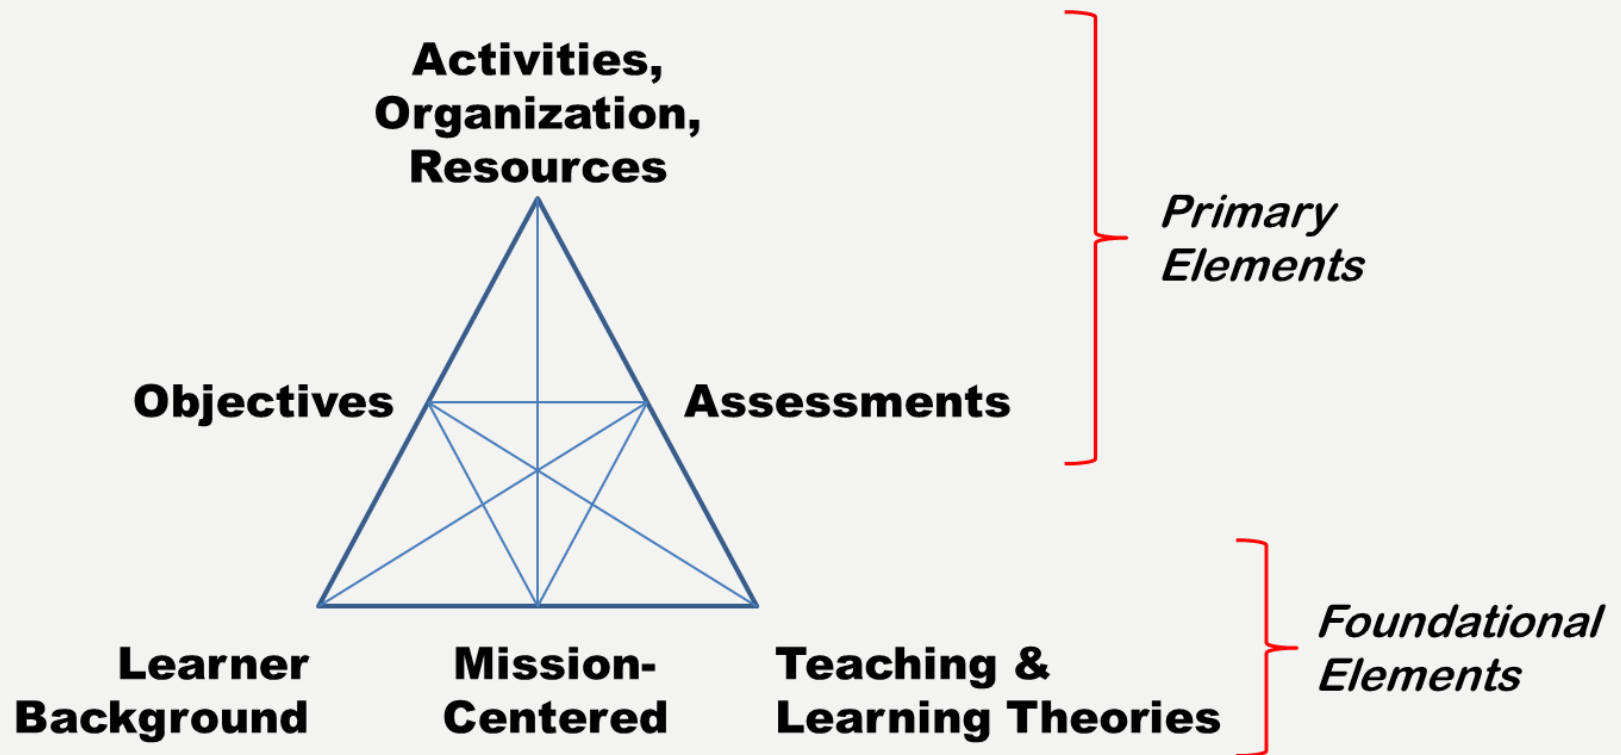 Activities,
Organization,
Resources
Primary
Elements
Objectives
Assessments
Learner
Background
Mission-
Centered
Teaching &
Learning Theories
Foundational
Elements